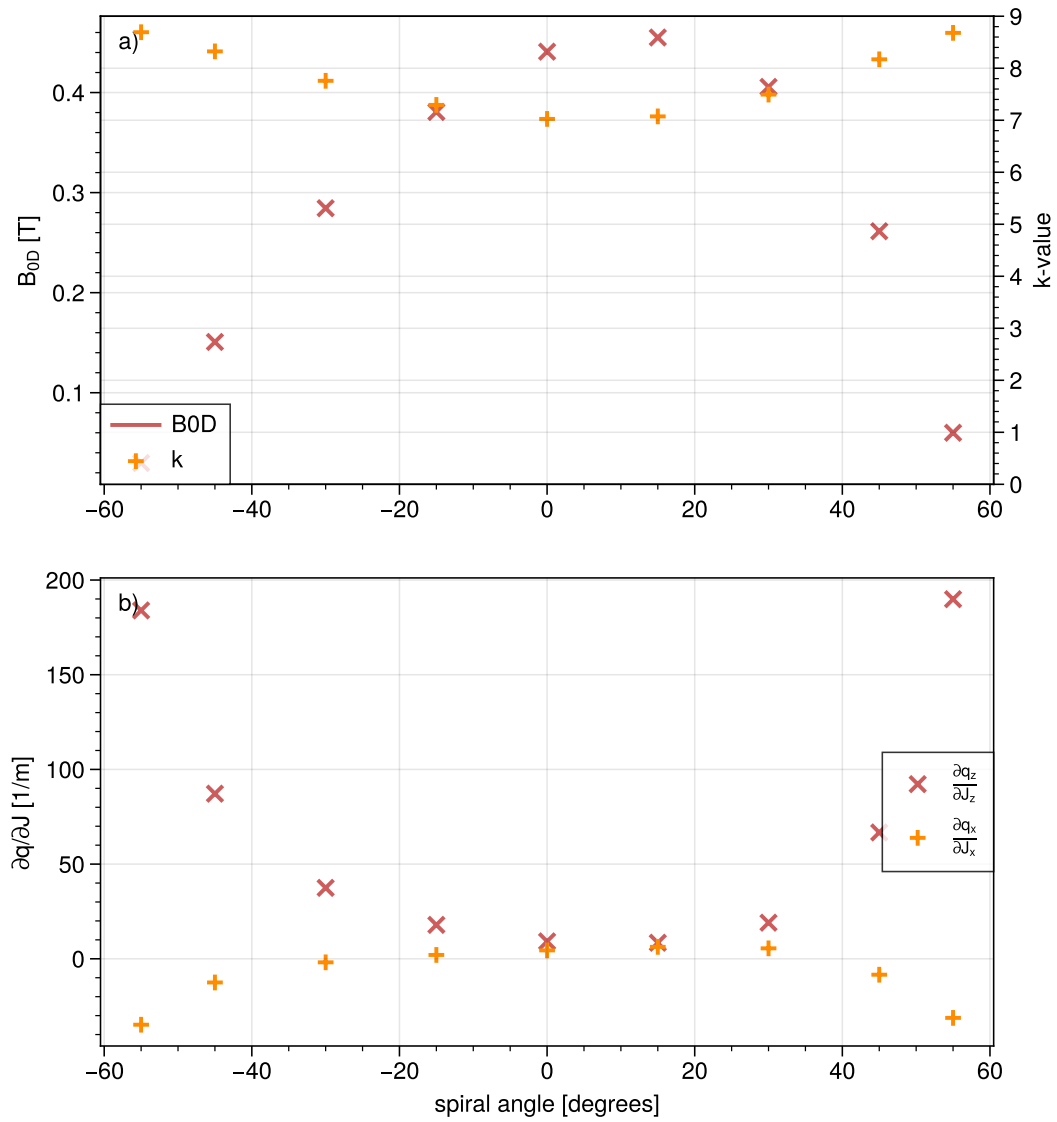 a)
9
8
7
6
5
4
3
2
1
0
k-value
0.4
0.3
0.2
0.1
B0D [T]
B0D
k
−60 −40 −20 0 20 40 60
b)
200
150
100
50
0
∂q/∂J [1/m]
∂qz
∂Jz
∂qx
∂Jx
−60 −40 −20 0 20 40 60
spiral angle [degrees]